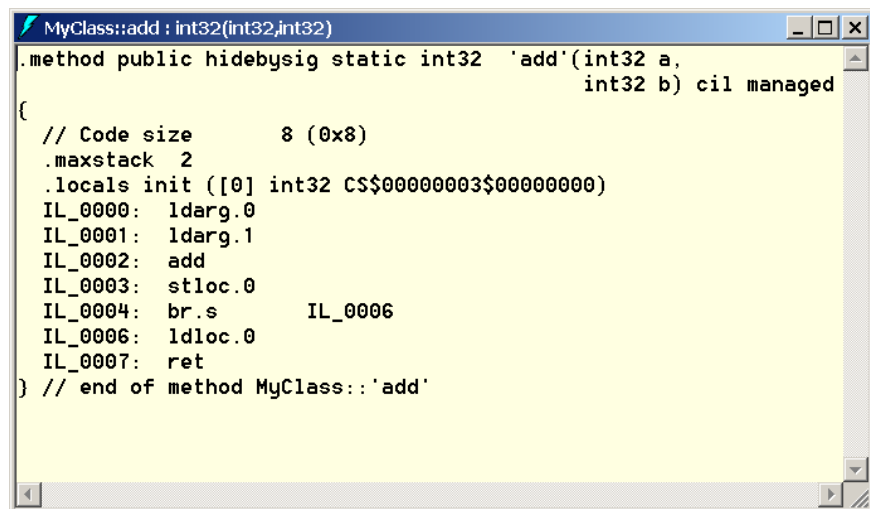 MyClass::add : int32(int32,int32)
.method public hidebysig static int32  'add'(int32 a,
                                             int32 b) cil managed
{
  // Code size       8 (0x8)
  .maxstack  2
  .locals init ([0] int32 CS$00000003$00000000)
  IL_0000:  ldarg.0
  IL_0001:  ldarg.1
  IL_0002:  add
  IL_0003:  stloc.0
  IL_0004:  br.s       IL_0006
  IL_0006:  ldloc.0
  IL_0007:  ret
} // end of method MyClass::'add'